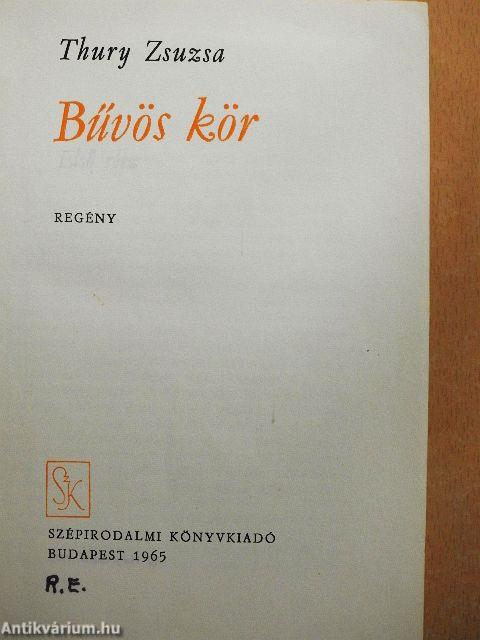 Thury Zsuzsa
Bűvös kör
REGÉNY
SzK
SZÉPIRODALMI KÖNYVKIADÓ
BUDAPEST 1965
R.E.
Antikvárium.hu